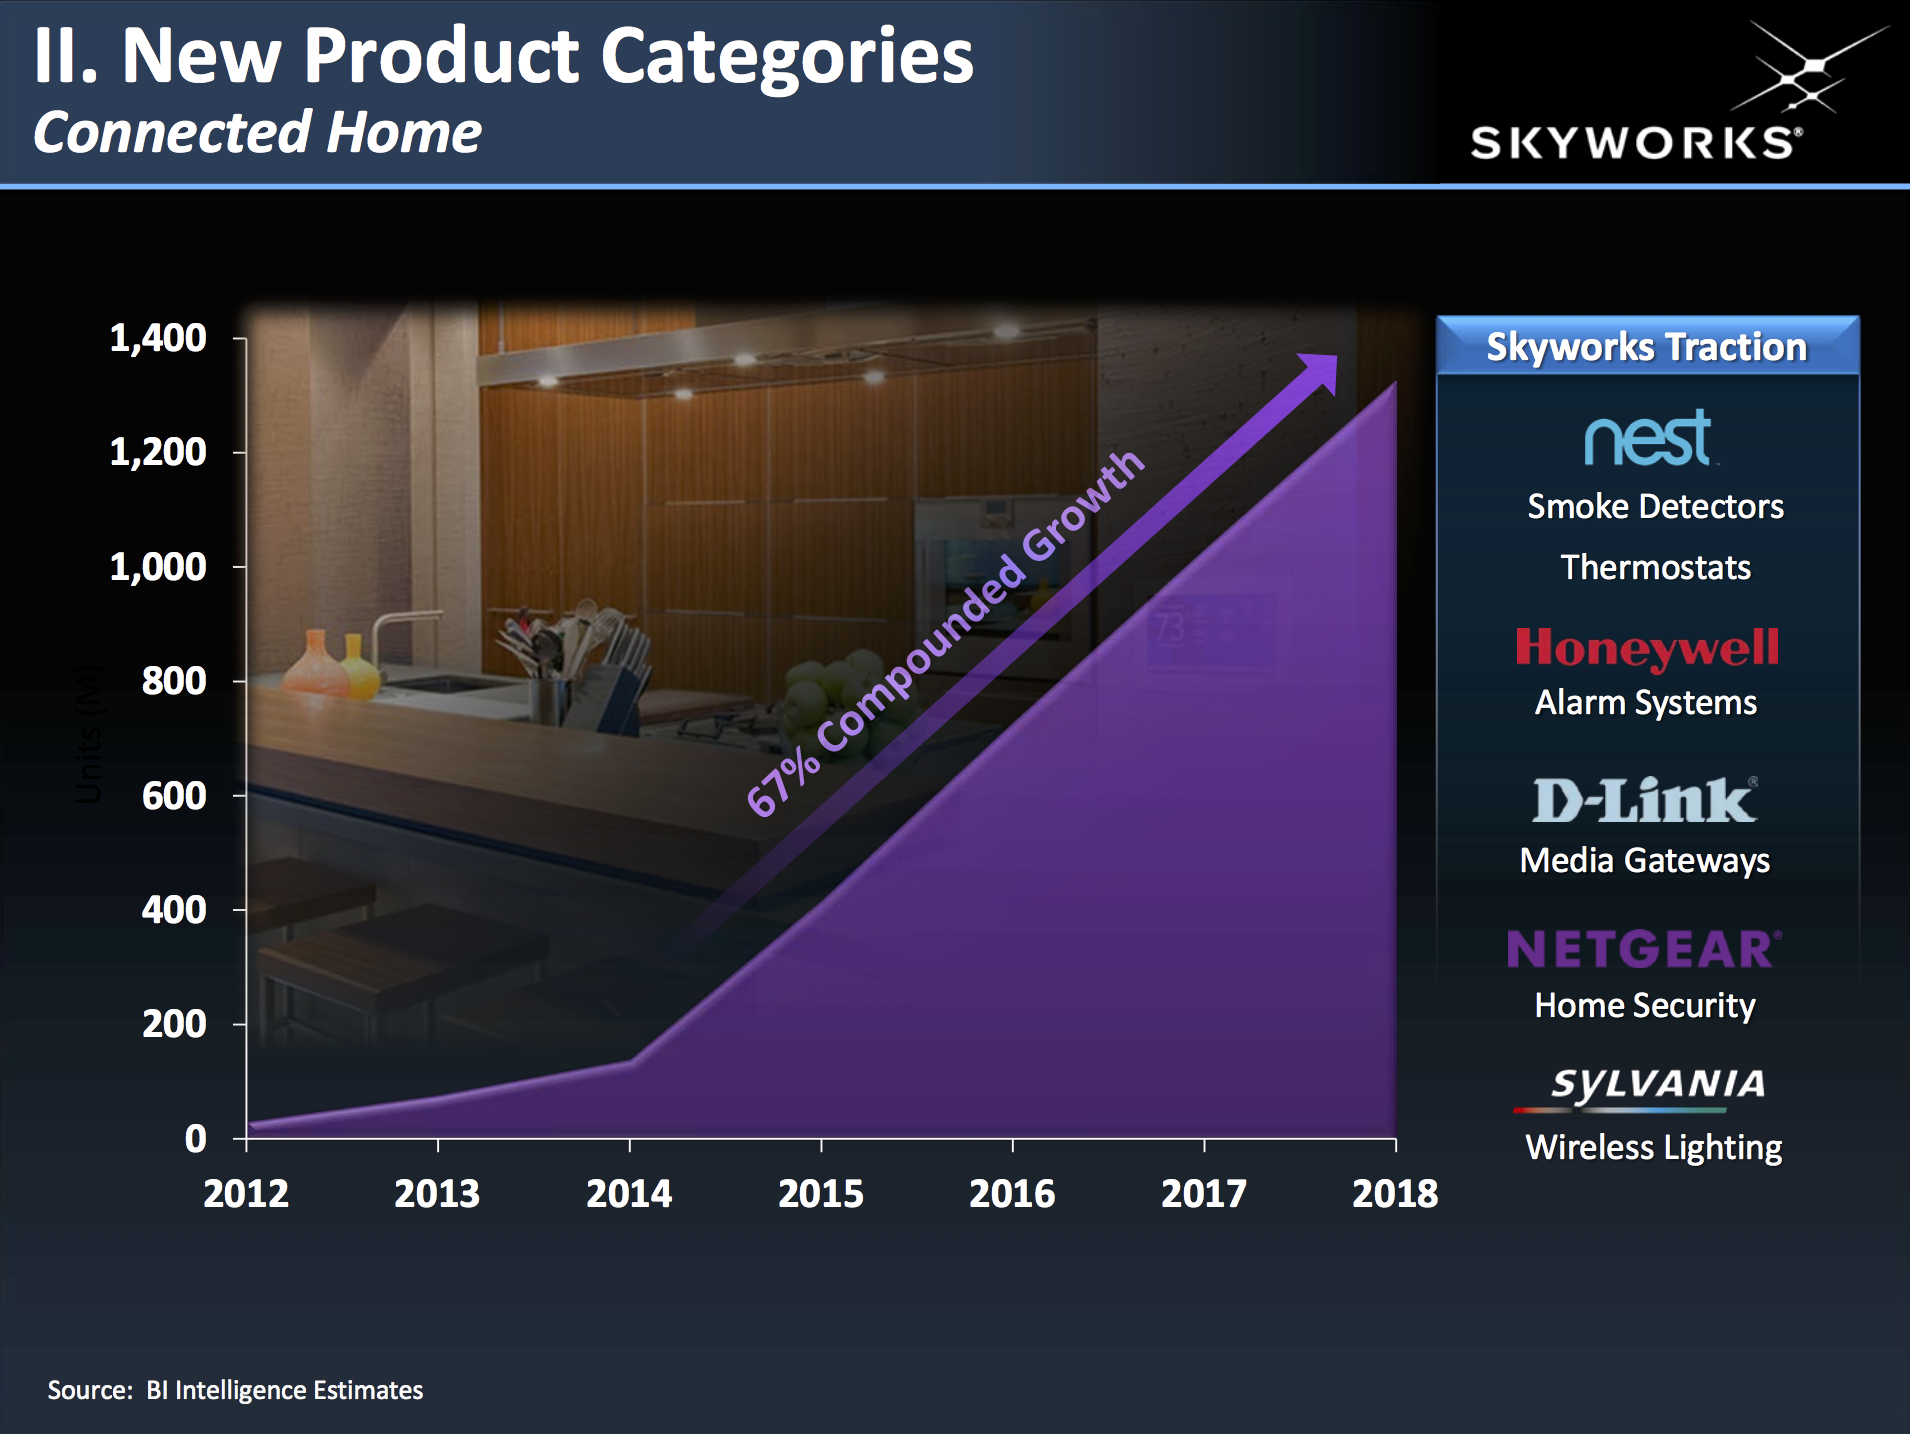 II. New Product Categories
Connected Home
SKYWORKS®
1,400
1,200
1,000
800
600
400
200
0
Units (M)
2012
2013
2014
2015
2016
2017
2018
67% Compounded Growth
73
Skyworks Traction
nest
Smoke Detectors
Thermostats
Honeywell
Alarm Systems
D-Link®
Media Gateways
NETGEAR®
Home Security
SYLVANIA
Wireless Lighting
Source: BI Intelligence Estimates